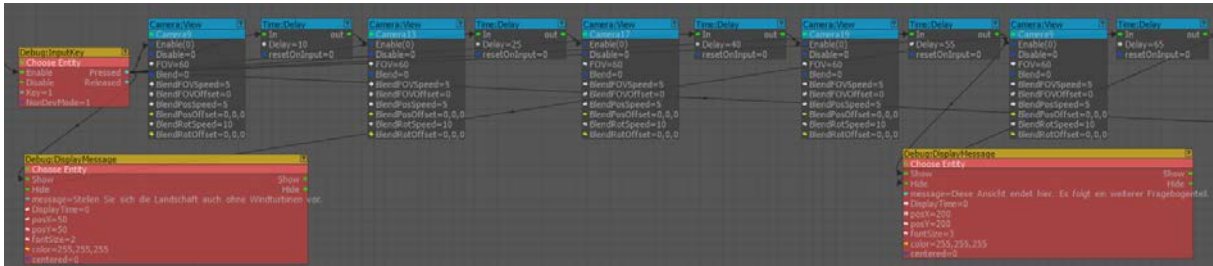 Camera:View
Camera9
Enable(0)
Disable=0
FOV=60
Blend=0
BlendFOVSpeed=5
BlendFOVOffset=0
BlendPosSpeed=5
BlendPosOffset=0,0,0
BlendRotSpeed=10
BlendRotOffset=0,0,0
Time:Delay
In out
Delay=10
resetOnInput=0
Camera:View
Camera13
Enable(0)
Disable=0
FOV=60
Blend=0
BlendFOVSpeed=5
BlendFOVOffset=0
BlendPosSpeed=5
BlendPosOffset=0,0,0
BlendRotSpeed=10
BlendRotOffset=0,0,0
Time:Delay
In out
Delay=25
resetOnInput=0
Camera:View
Camera17
Enable(0)
Disable=0
FOV=60
Blend=0
BlendFOVSpeed=5
BlendFOVOffset=0
BlendPosSpeed=5
BlendPosOffset=0,0,0
BlendRotSpeed=10
BlendRotOffset=0,0,0
Time:Delay
In out
Delay=40
resetOnInput=0
Camera:View
Camera19
Enable(0)
Disable=0
FOV=60
Blend=0
BlendFOVSpeed=5
BlendFOVOffset=0
BlendPosSpeed=5
BlendPosOffset=0,0,0
BlendRotSpeed=10
BlendRotOffset=0,0,0
Time:Delay
In out
Delay=55
resetOnInput=0
Camera:View
Camera9
Enable(0)
Disable=0
FOV=60
Blend=0
BlendFOVSpeed=5
BlendFOVOffset=0
BlendPosSpeed=5
BlendPosOffset=0,0,0
BlendRotSpeed=10
BlendRotOffset=0,0,0
Time:Delay
In out
Delay=65
resetOnInput=0
Debug:InputKey
Choose Entity
Enable Pressed
Disable Released
Key=1
NonDevMode=1
Debug:DisplayMessage
Choose Entity
Show Show
Hide Hide
message=Stellen Sie sich die Landschaft auch ohne Windturbinen vor.
DisplayTime=0
posX=50
posY=50
fontSize=2
color=255,255,255
centered=0
Debug:DisplayMessage
Choose Entity
Show Show
Hide Hide
message=Diese Ansicht endet hier. Es folgt ein weiterer Fragebogenteil.
DisplayTime=0
posX=200
posY=200
fontSize=3
color=255,255,255
centered=0